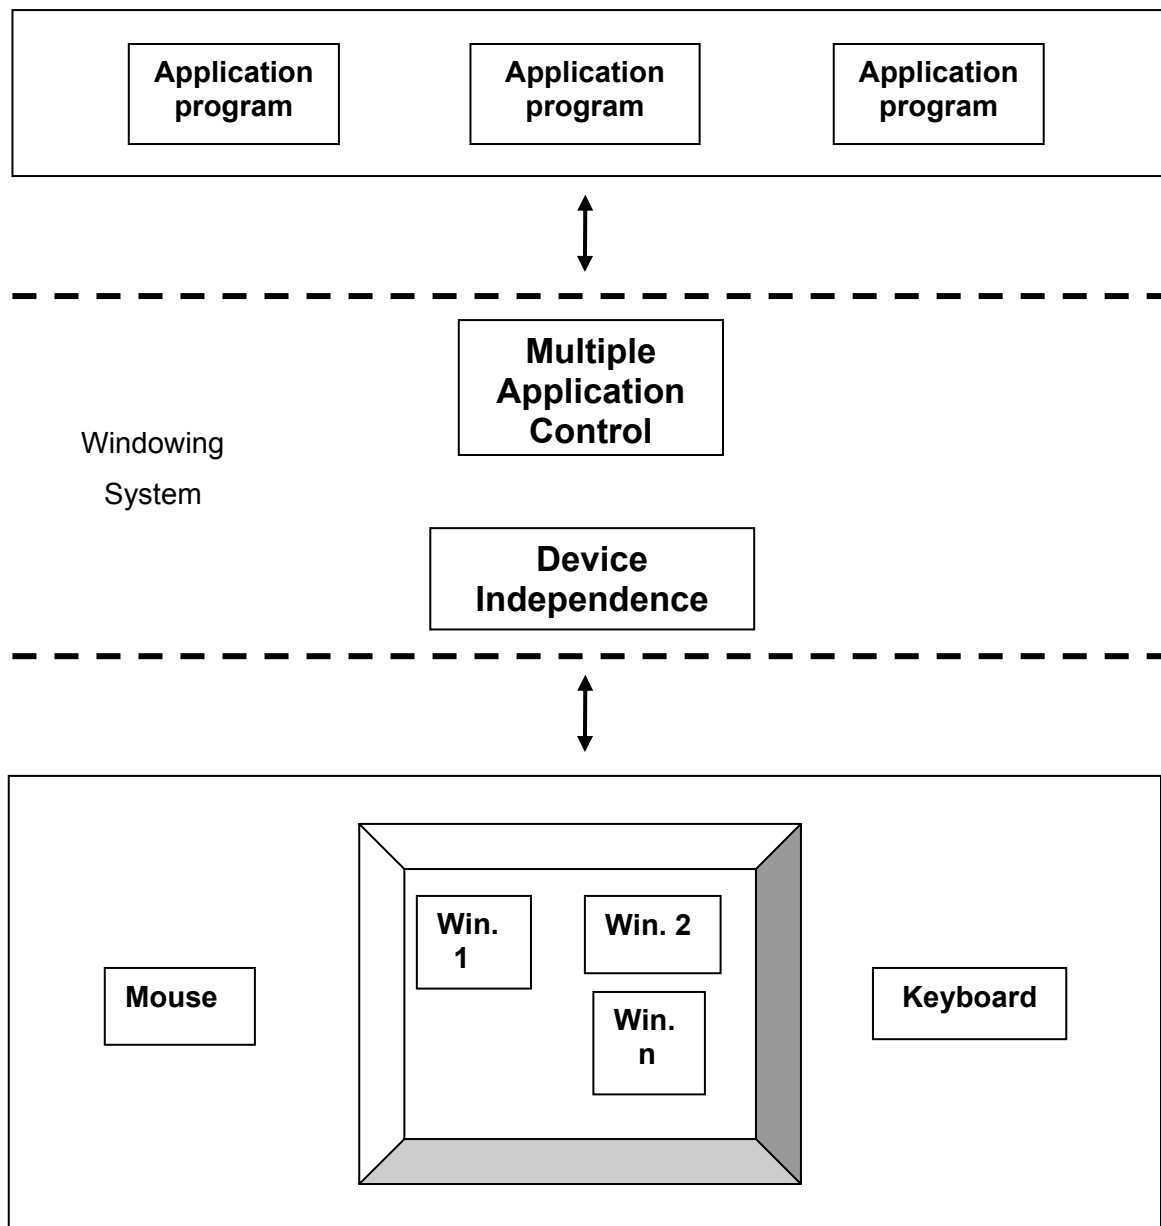 Application
program
Application
program
Application
program
Multiple
Application
Control
Windowing
System
Device
Independence
Win.
1
Win. 2
Win.
n
Mouse
Keyboard